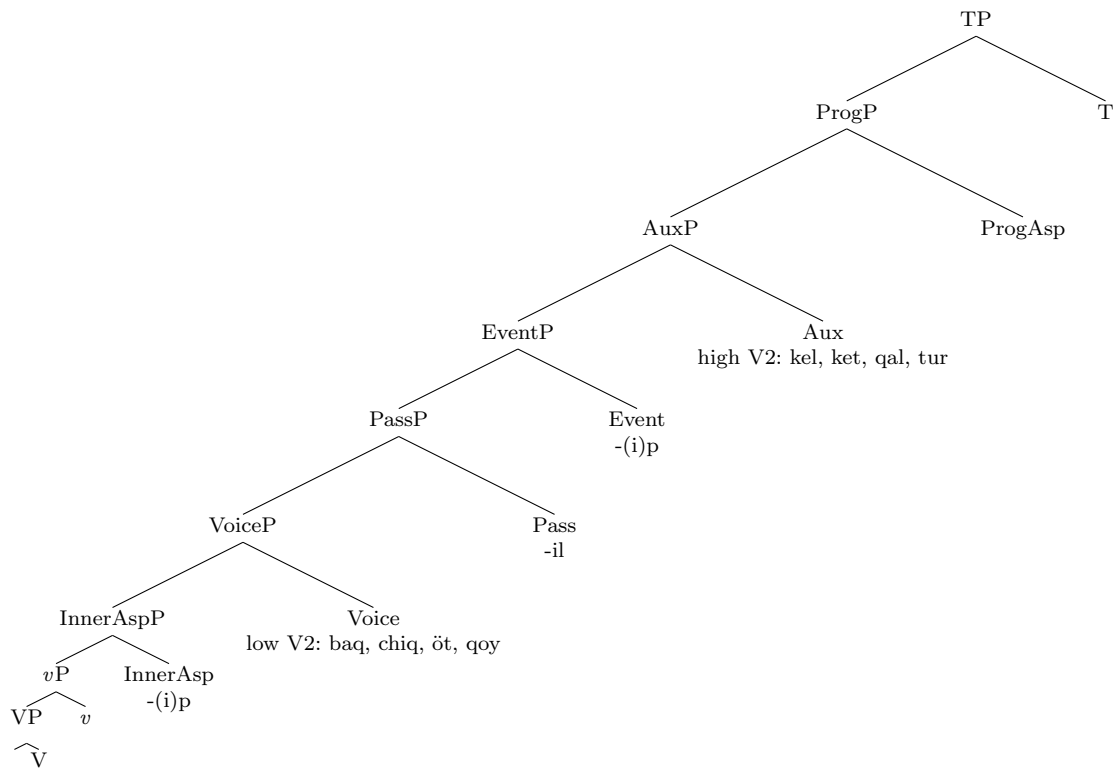 TP
ProgP T
AuxP ProgAsp
EventP Aux
high V2: kel, ket, qal, tur
PassP Event
-(i)p
VoiceP Pass
-il
InnerAspP Voice
low V2: baq, chiq, öt, qoy
vP InnerAsp
-(i)p
VP v
V